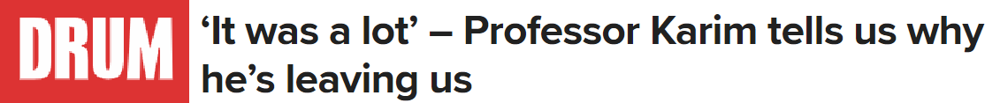 DRUM
‘It was a lot’ – Professor Karim tells us why
he’s leaving us